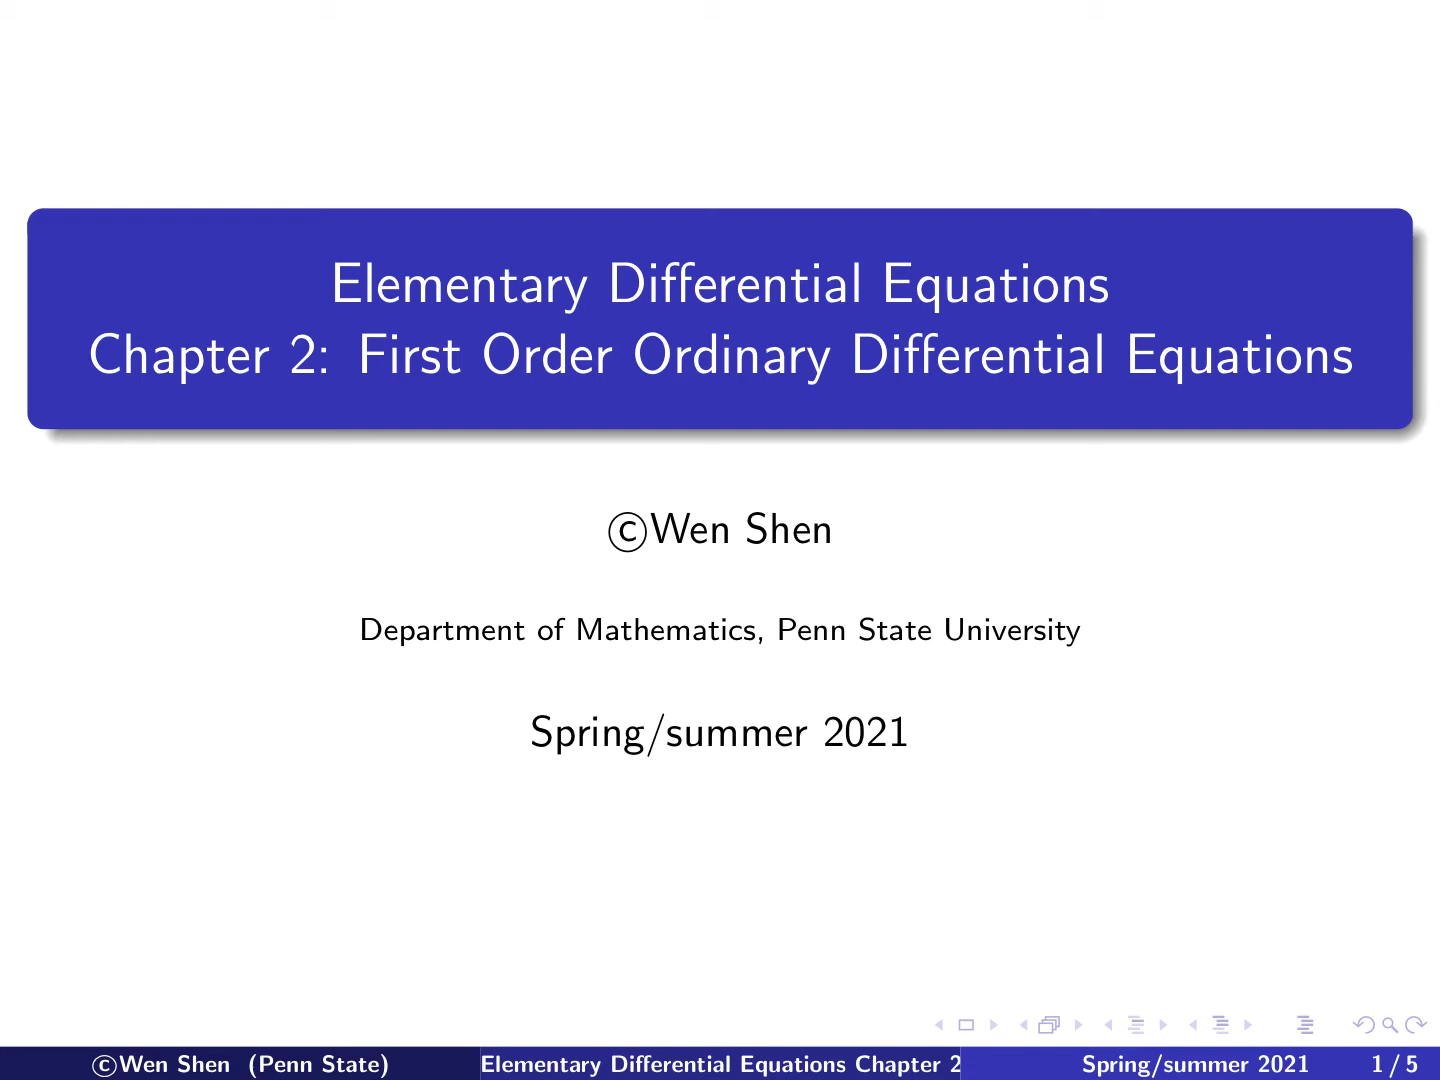 Elementary Differential Equations
Chapter 2: First Order Ordinary Differential Equations
©Wen Shen
Department of Mathematics, Penn State University
Spring/summer 2021
©Wen Shen (Penn State)
Elementary Differential Equations Chapter 2
Spring/summer 2021
1 / 5